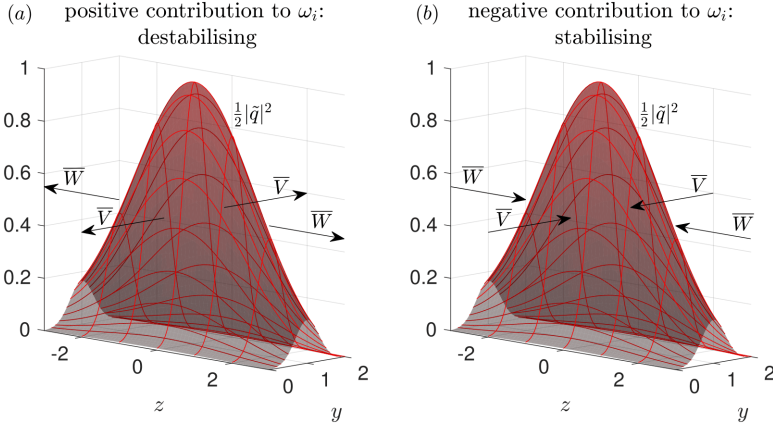 (a) positive contribution to ωᵢ:
destabilising
1
0.8
0.6
0.4
0.2
0
½|q̃|²
W̅
V̅
V̅
W̅
-2
0
2
z
0
1
2
y
(b) negative contribution to ωᵢ:
stabilising
1
0.8
0.6
0.4
0.2
0
½|q̃|²
W̅
V̅
V̅
W̅
-2
0
2
z
0
1
2
y